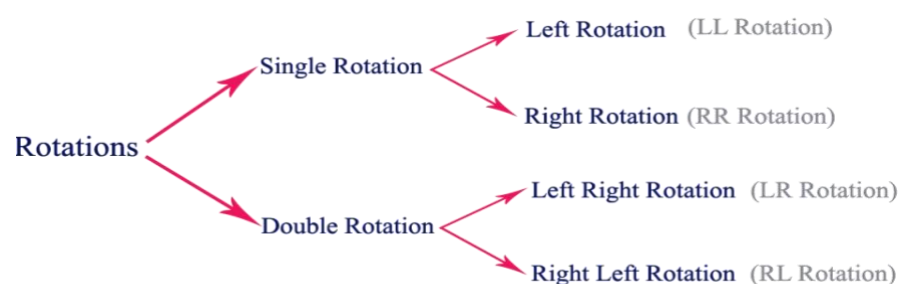 Left Rotation (LL Rotation)
Single Rotation
Right Rotation (RR Rotation)
Rotations
Left Right Rotation (LR Rotation)
Double Rotation
Right Left Rotation (RL Rotation)